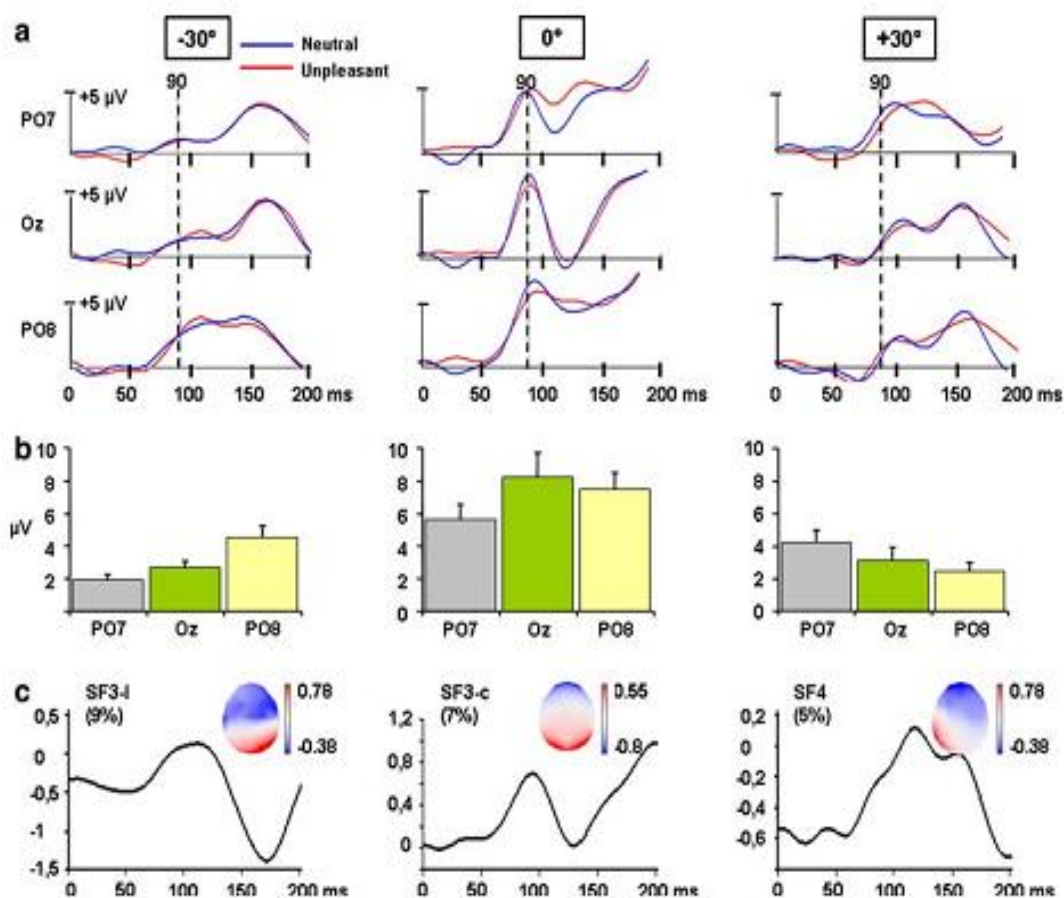 a
-30°
0°
+30°
Neutral
Unpleasant
90
90
90
PO7
+5 µV
Oz
+5 µV
PO8
+5 µV
0 50 100 150 200 ms
0 50 100 150 200 ms
0 50 100 150 200 ms
b
µV
10
8
6
4
2
PO7 Oz PO8
10
8
6
4
2
0
PO7 Oz PO8
10
8
6
4
2
0
PO7 Oz PO8
c
SF3-l
(9%)
0.78
-0.38
0,5
0
-0,5
-1
-1,5
0 50 100 150 200 ms
SF3-c
(7%)
0.55
-0.8
1,2
0,8
0,4
0
0 50 100 150 200 ms
SF4
(5%)
0.78
-0.38
0,2
0
-0,2
-0,6
-0,4
0 50 100 150 200 ms